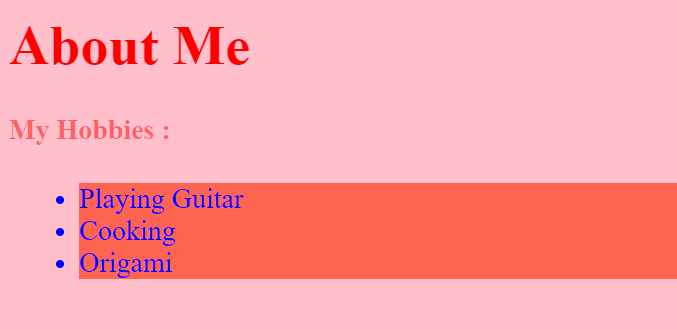 About Me
My Hobbies :
Playing Guitar
Cooking
Origami